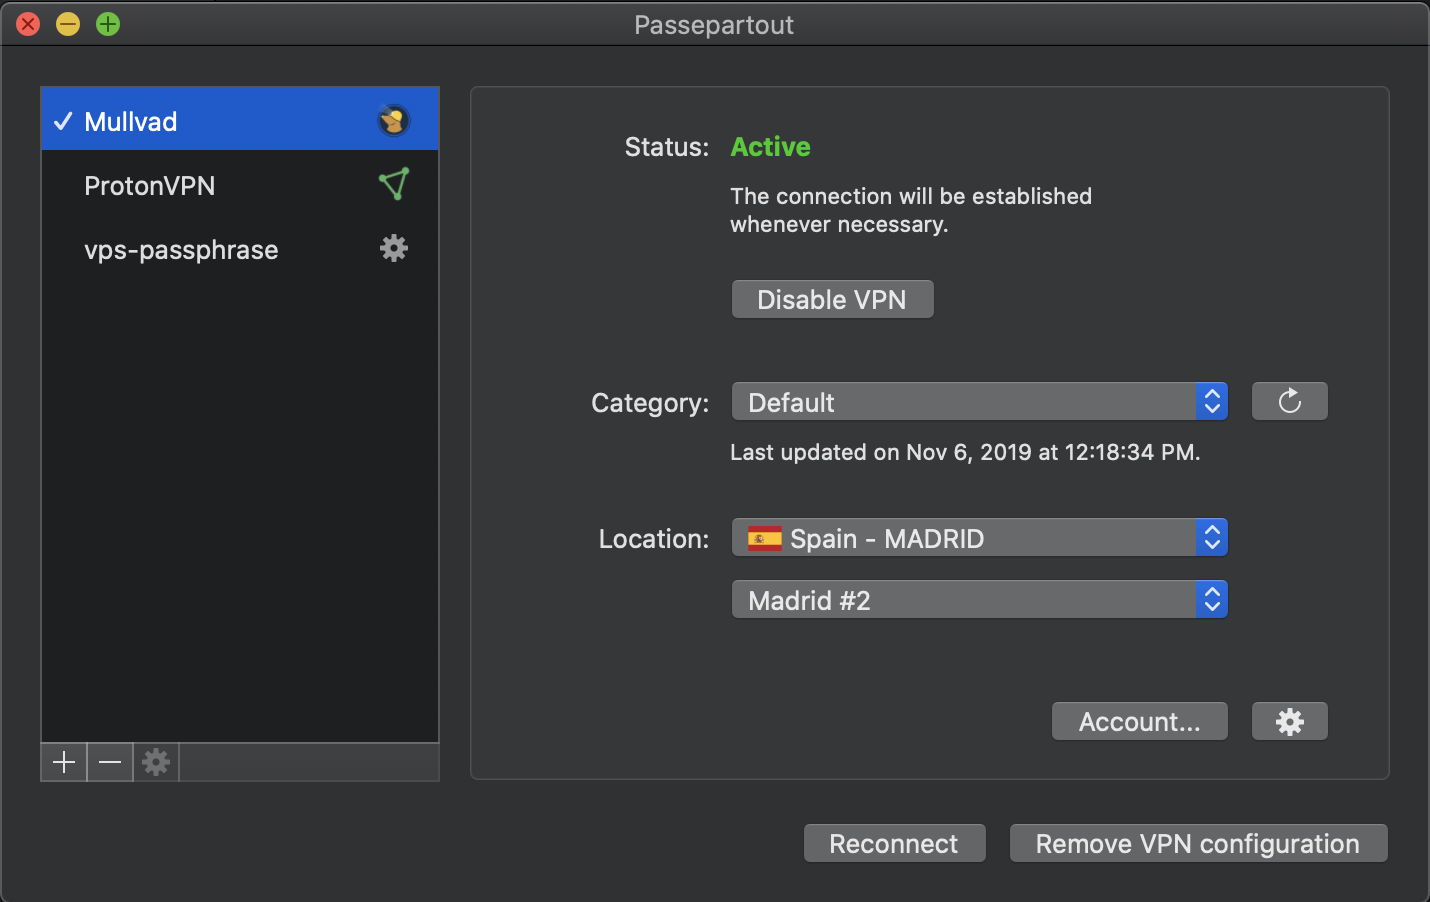 Passepartout
✓ Mullvad
ProtonVPN
vps-passphrase
Status: Active
The connection will be established
whenever necessary.
Disable VPN
Category: Default
Last updated on Nov 6, 2019 at 12:18:34 PM.
Location: Spain - MADRID
Madrid #2
Account...
Reconnect
Remove VPN configuration